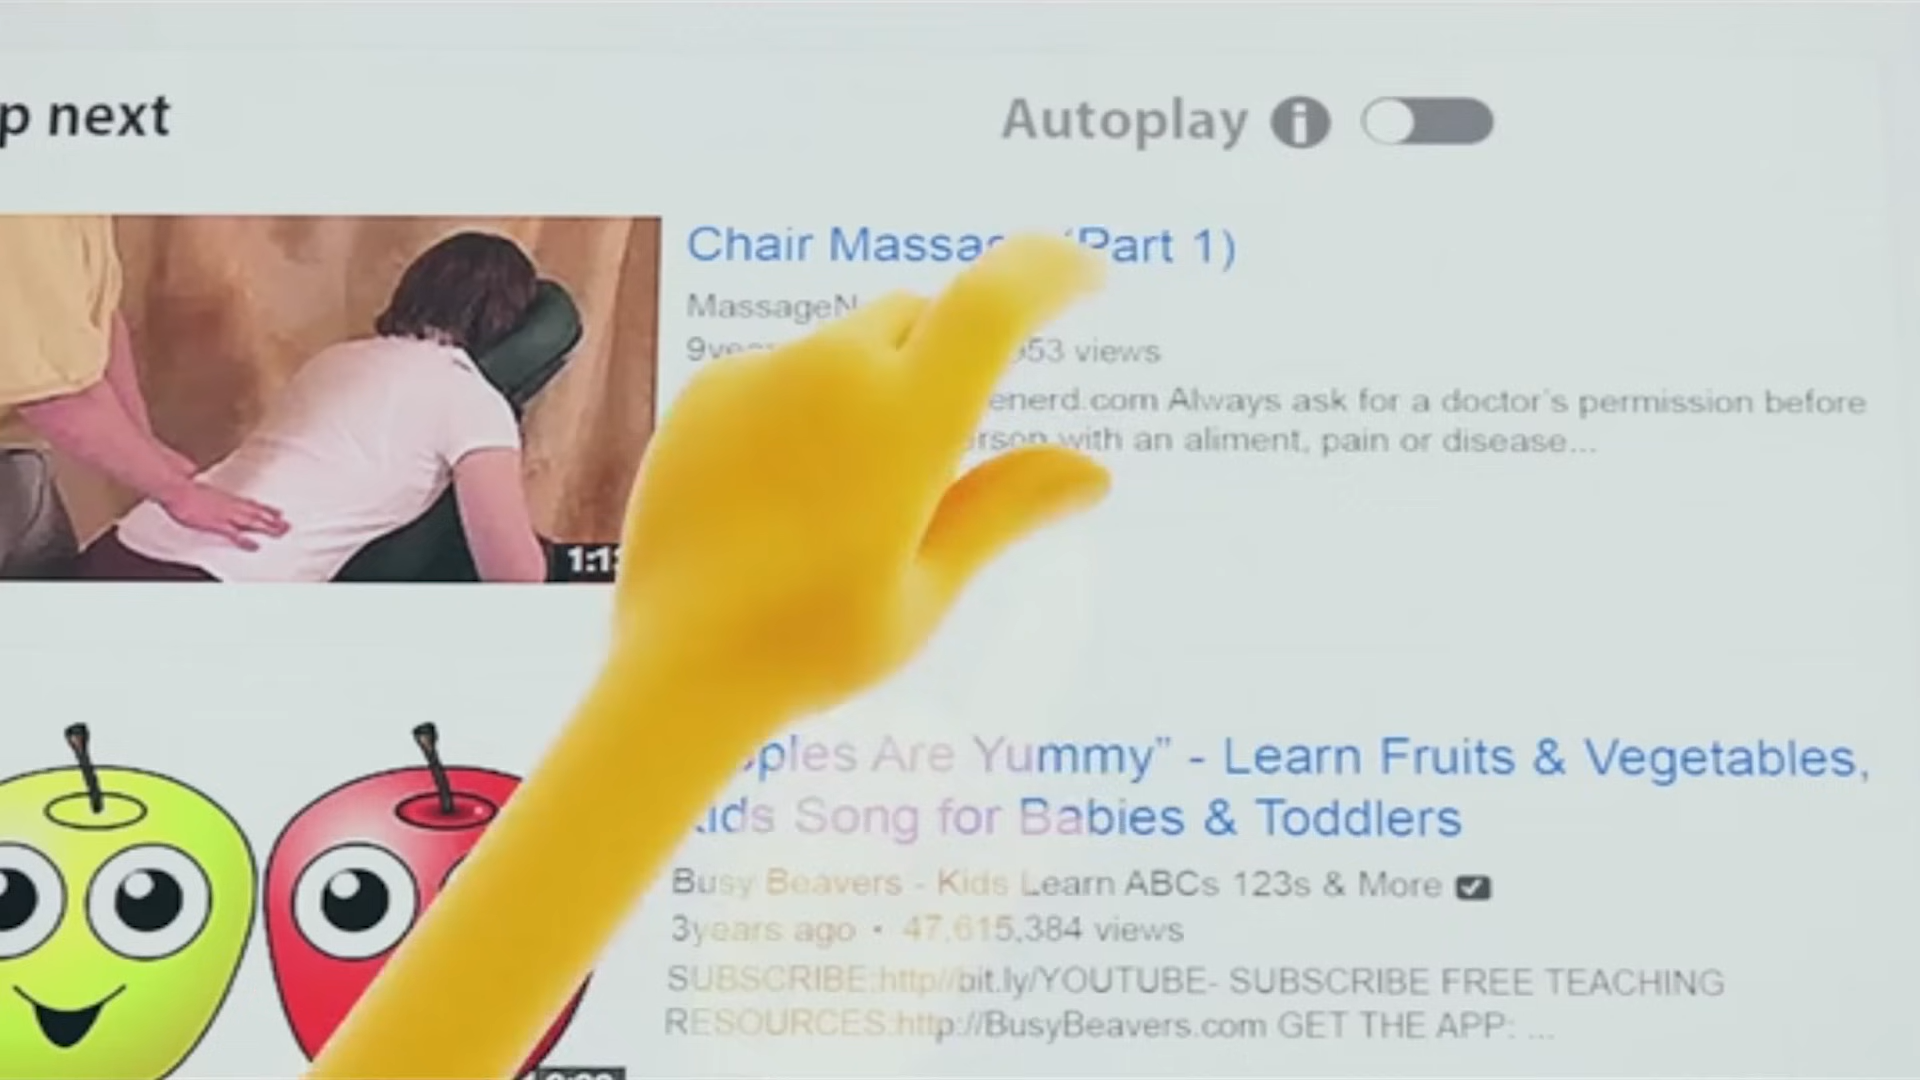 p next
Autoplay
Chair Massa (Part 1)
MassageN
953 views
enerd.com Always ask for a doctor's permission before
with an aliment, pain or disease...
1:1
Are Yummy” - Learn Fruits & Vegetables,
Song for Babies & Toddlers
Busy Beavers - Kids Learn ABCs 123s & More
3years ago • 47,615,384 views
SUBSCRIBE:http//bit.ly/YOUTUBE- SUBSCRIBE FREE TEACHING
RESOURCES:http://BusyBeavers.com GET THE APP: ...